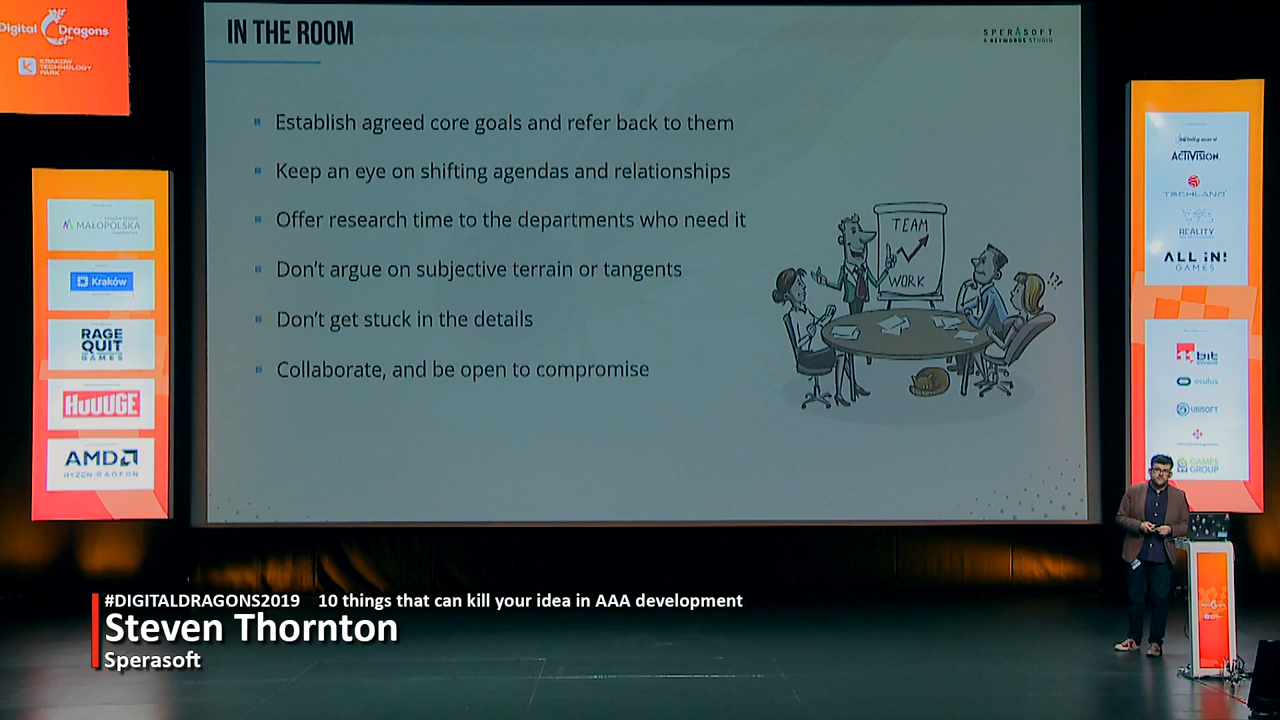 Digital Dragons
KRAKOW
TECHNOLOGY
PARK
IN THE ROOM
SPERASOFT
A KEYWORDS STUDIO
Establish agreed core goals and refer back to them
Keep an eye on shifting agendas and relationships
Offer research time to the departments who need it
Don't argue on subjective terrain or tangents
Don't get stuck in the details
Collaborate, and be open to compromise
TEAM
WORK
!?!
MAŁOPOLSKA
Kraków
RAGE
QUIT
GAMES
HUUUGE
AMD
RYZEN RADEON
ACTIVISION
TECHLAND
REALITY
ALL iN!
GAMES
11 bit
oculus
UBISOFT
GAMES
GROUP
#DIGITALDRAGONS2019 10 things that can kill your idea in AAA development
Steven Thornton
Sperasoft